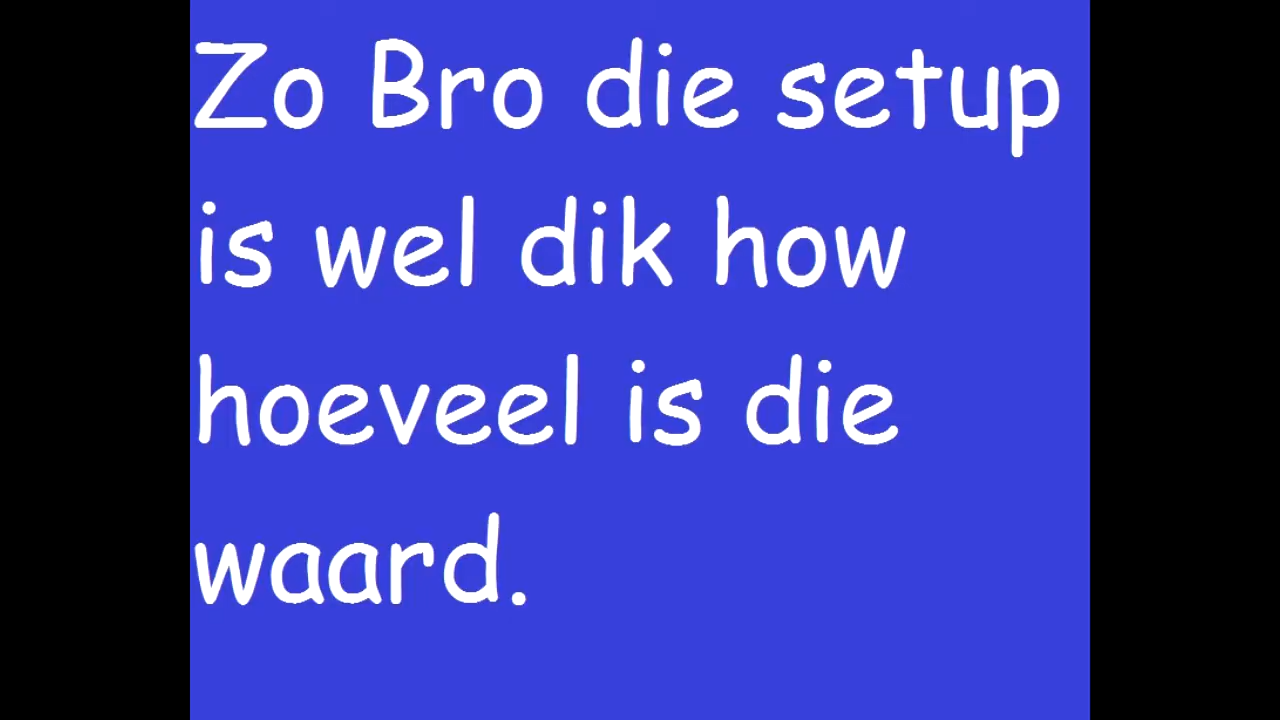 Zo Bro die setup
is wel dik how
hoeveel is die
waard.